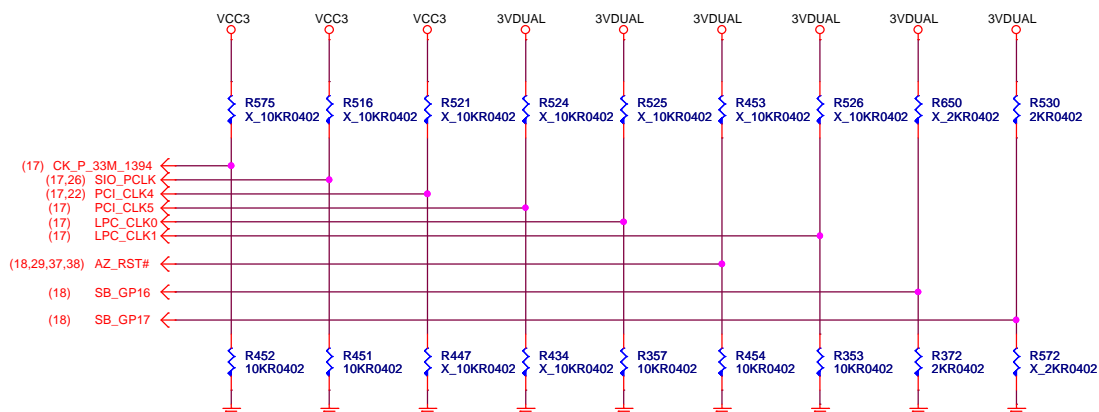 VCC3 VCC3 VCC3 3VDUAL 3VDUAL 3VDUAL 3VDUAL 3VDUAL 3VDUAL
R575 R516 R521 R524 R525 R453 R526 R650 R530
X_10KR0402 X_10KR0402 X_10KR0402 X_10KR0402 X_10KR0402 X_10KR0402 X_10KR0402 X_2KR0402 2KR0402
(17) CK_P_33M_1394
(17,26) SIO_PCLK
(17,22) PCI_CLK4
(17) PCI_CLK5
(17) LPC_CLK0
(17) LPC_CLK1
(18,29,37,38) AZ_RST#
(18) SB_GP16
(18) SB_GP17
R452 R451 R447 R434 R357 R454 R353 R372 R572
10KR0402 10KR0402 X_10KR0402 X_10KR0402 10KR0402 10KR0402 10KR0402 2KR0402 X_2KR0402